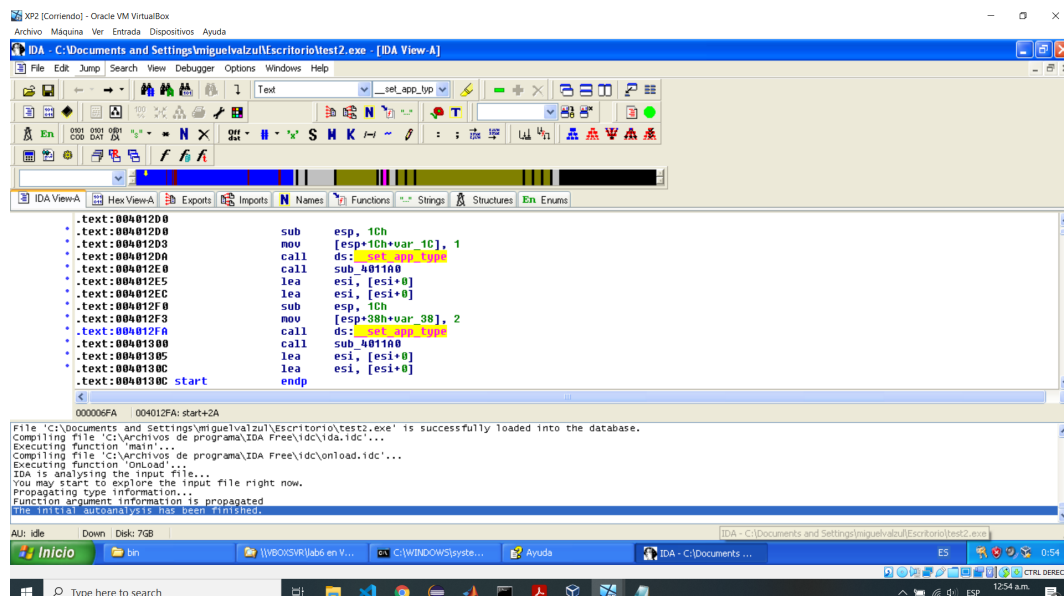 XP2 [Corriendo] - Oracle VM VirtualBox
Archivo Máquina Ver Entrada Dispositivos Ayuda
IDA - C:\Documents and Settings\miguelvalzul\Escritorio\test2.exe - [IDA View-A]
File Edit Jump Search View Debugger Options Windows Help
Text __set_app_typ
En
IDA View-A Hex View-A Exports Imports N Names Functions Strings Structures En Enums
.text:004012D0
.text:004012D0 sub esp, 1Ch
.text:004012D3 mov [esp+1Ch+var_1C], 1
.text:004012DA call ds:__set_app_type
.text:004012E0 call sub_4011A0
.text:004012E5 lea esi, [esi+0]
.text:004012EC lea esi, [esi+0]
.text:004012F0 sub esp, 1Ch
.text:004012F3 mov [esp+38h+var_38], 2
.text:004012FA call ds:__set_app_type
.text:00401300 call sub_4011A0
.text:00401305 lea esi, [esi+0]
.text:0040130C lea esi, [esi+0]
.text:0040130C start endp
000006FA 004012FA: start+2A
File 'C:\Documents and Settings\miguelvalzul\Escritorio\test2.exe' is successfully loaded into the database.
Compiling file 'C:\Archivos de programa\IDA Free\idc\ida.idc'...
Executing function 'main'...
Compiling file 'C:\Archivos de programa\IDA Free\idc\onload.idc'...
Executing function 'OnLoad'...
IDA is analysing the input file...
You may start to explore the input file right now.
Propagating type information...
Function argument information is propagated
The initial autoanalysis has been finished.
AU: idle Down Disk: 7GB
IDA - C:\Documents and Settings\miguelvalzul\Escritorio\test2.exe
Inicio bin \\VBOXSVR\lab6 en V... C:\WINDOWS\syste... Ayuda IDA - C:\Documents ... ES 0:54
CTRL DEREC
Type here to search ESP 12:54 a.m.